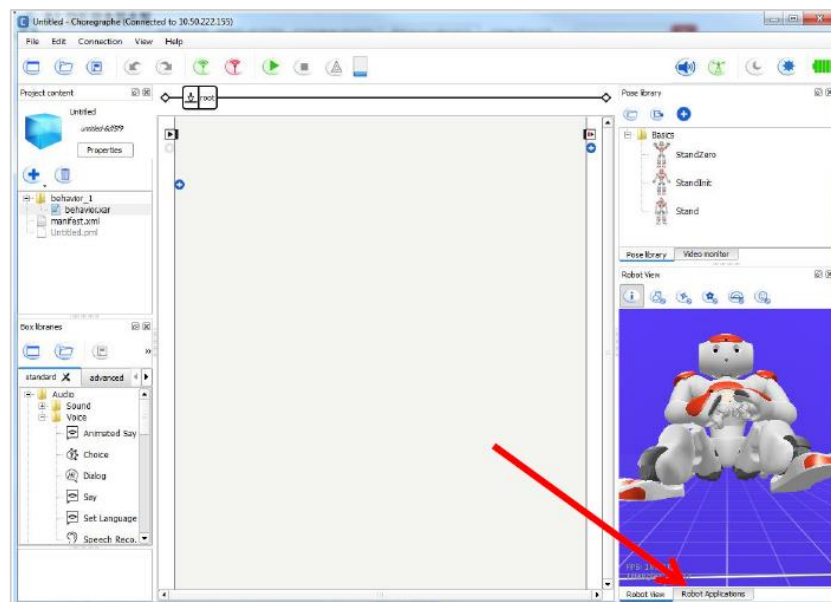 Untitled - Choregraphe (Connected to 10.50.222.155)
File Edit Connection View Help
Project content
Untitled
Properties
behavior_1
behavior.xar
manifest.xml
Untitled.pml
root
Pose library
Basics
StandZero
StandInit
Stand
Pose library Video monitor
Robot View
Box libraries
standard advanced
Audio
Sound
Voice
Animated Say
Choice
Dialog
Say
Set Language
Speech Reco.
Robot View Robot Applications